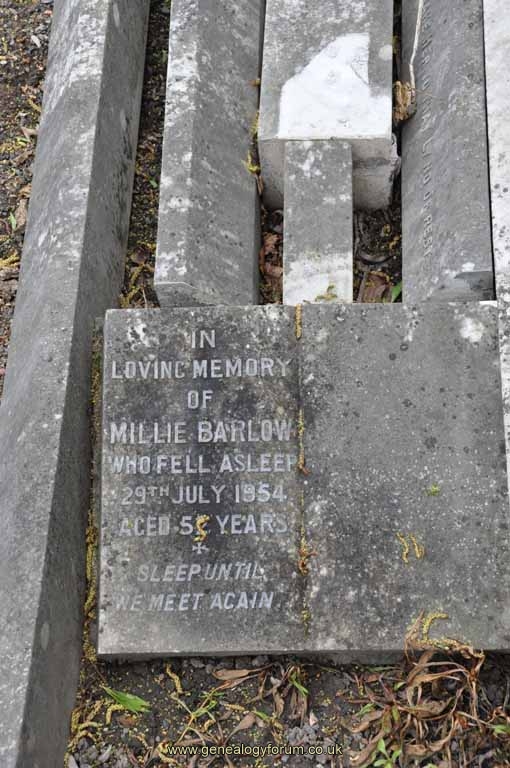 IN
LOVING MEMORY
OF
MILLIE BARLOW
WHO FELL ASLEEP
29TH JULY 1954
AGED YEARS
SLEEP UNTIL
WE MEET AGAIN
www.genealogyforum.co.uk